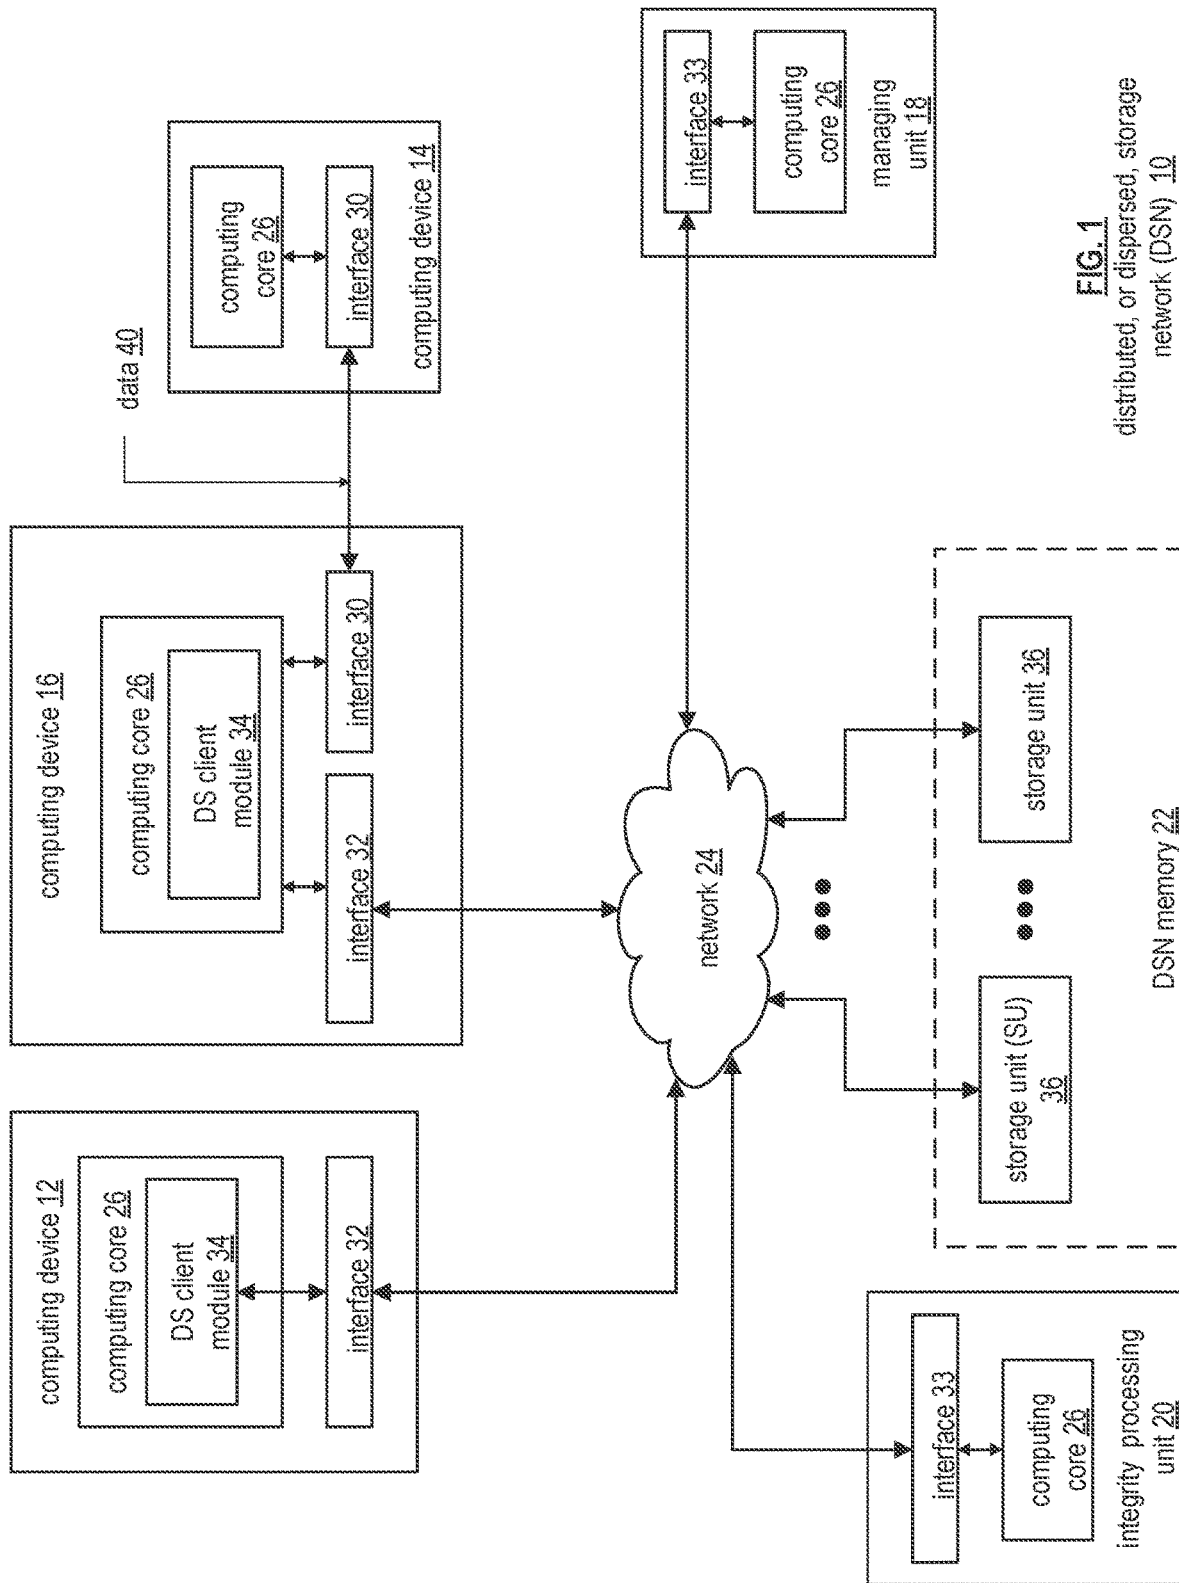 computing device 12
computing core 26
DS client
module 34
interface 32
computing device 16
computing core 26
DS client
module 34
interface 32
interface 30
data 40
computing
core 26
interface 30
computing device 14
network 24
interface 33
computing
core 26
managing
unit 18
interface 33
computing
core 26
integrity processing
unit 20
storage unit (SU)
36
storage unit 36
DSN memory 22
FIG. 1
distributed, or dispersed, storage
network (DSN) 10